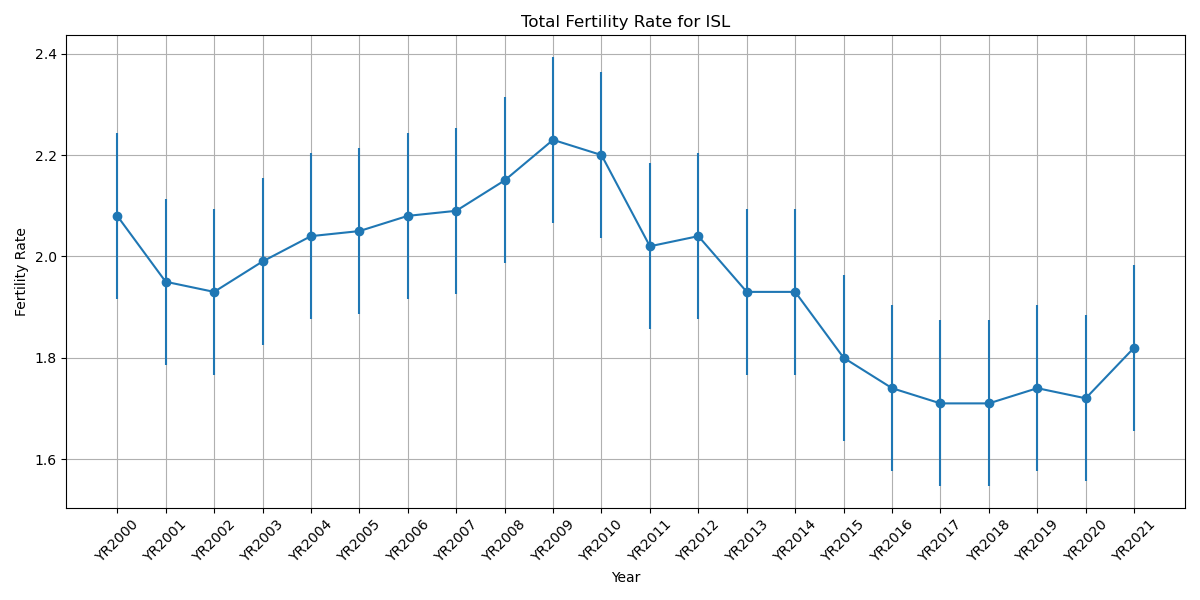 Total Fertility Rate for ISL
2.4
2.2
2.0
1.8
1.6
Fertility Rate
YR2000
YR2001
YR2002
YR2003
YR2004
YR2005
YR2006
YR2007
YR2008
YR2009
YR2010
YR2011
YR2012
YR2013
YR2014
YR2015
YR2016
YR2017
YR2018
YR2019
YR2020
YR2021
Year